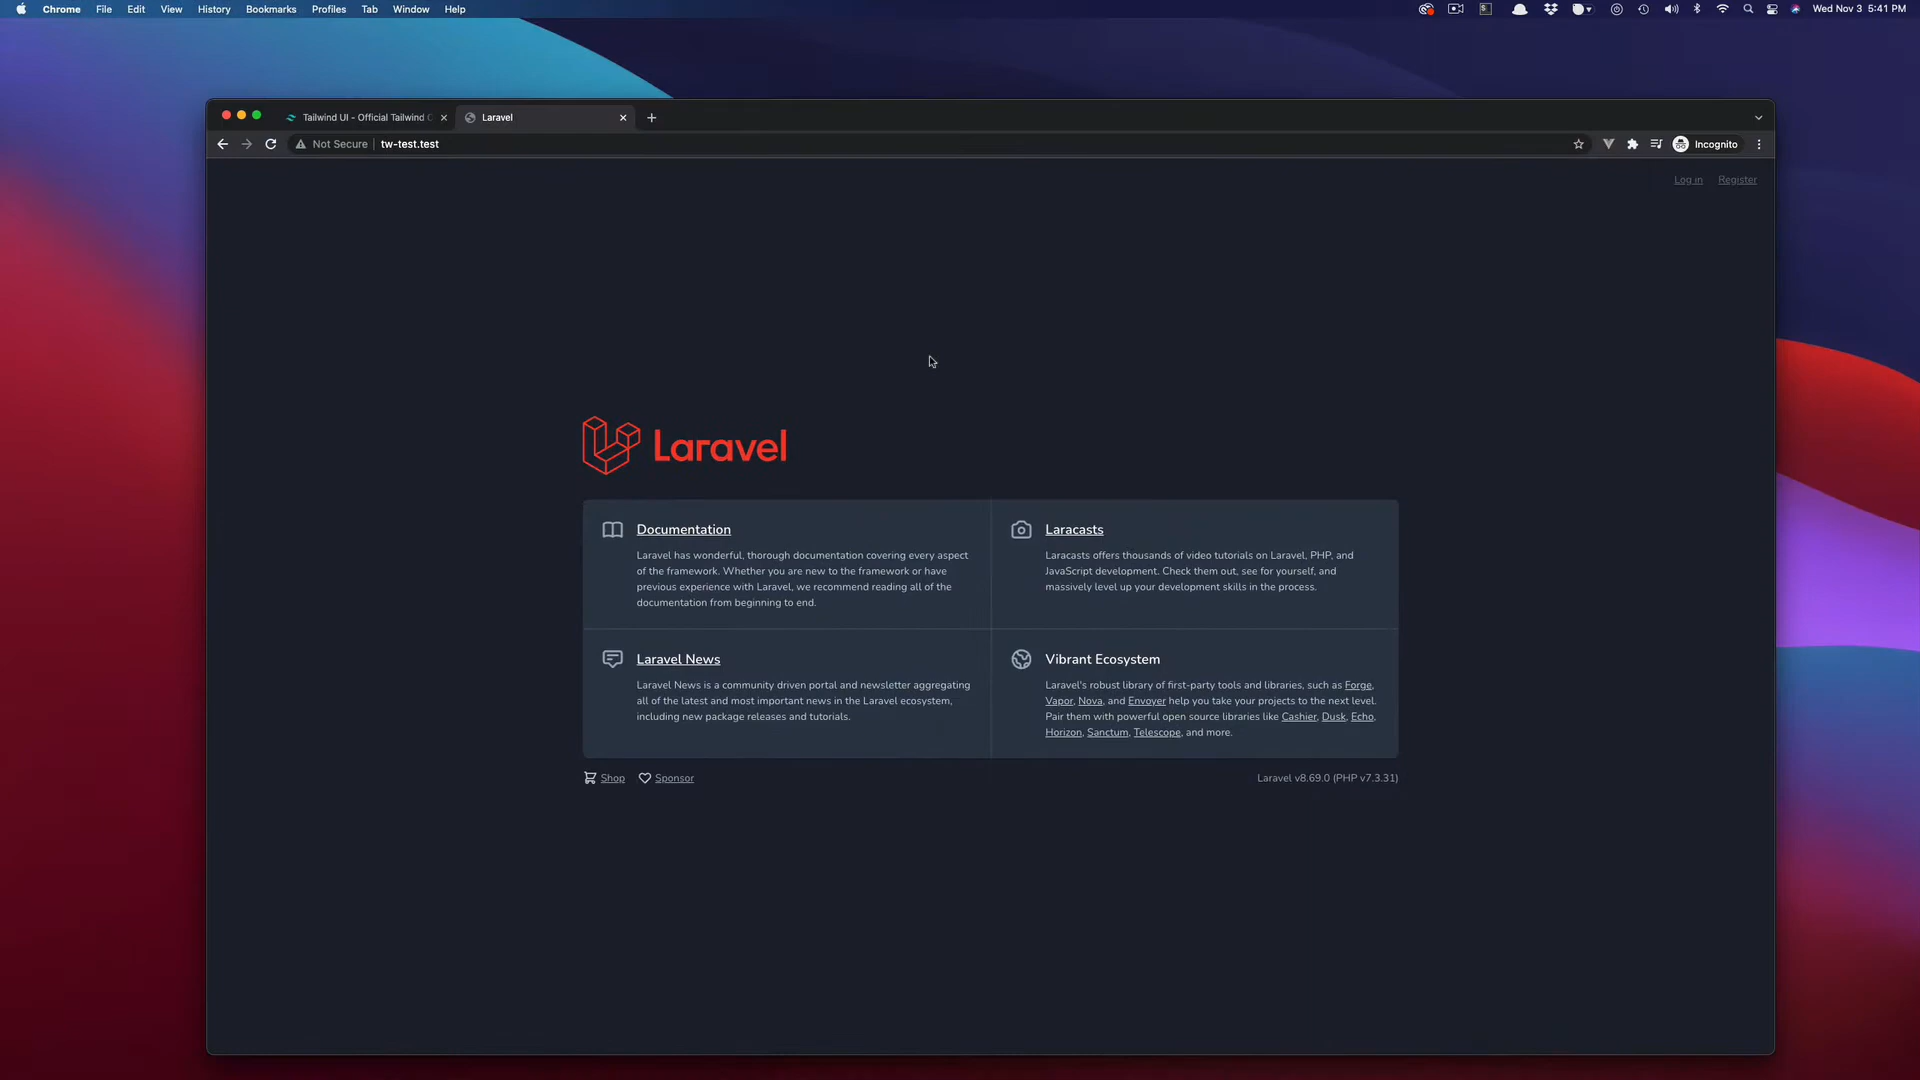 Chrome File Edit View History Bookmarks Profiles Tab Window Help
Wed Nov 3 5:41 PM
Tailwind UI - Official Tailwind C
Laravel
Not Secure | tw-test.test
Incognito
Log in Register
Laravel
Documentation
Laravel has wonderful, thorough documentation covering every aspect
of the framework. Whether you are new to the framework or have
previous experience with Laravel, we recommend reading all of the
documentation from beginning to end.
Laracasts
Laracasts offers thousands of video tutorials on Laravel, PHP, and
JavaScript development. Check them out, see for yourself, and
massively level up your development skills in the process.
Laravel News
Laravel News is a community driven portal and newsletter aggregating
all of the latest and most important news in the Laravel ecosystem,
including new package releases and tutorials.
Vibrant Ecosystem
Laravel's robust library of first-party tools and libraries, such as Forge,
Vapor, Nova, and Envoyer help you take your projects to the next level.
Pair them with powerful open source libraries like Cashier, Dusk, Echo,
Horizon, Sanctum, Telescope, and more.
Shop Sponsor
Laravel v8.69.0 (PHP v7.3.31)